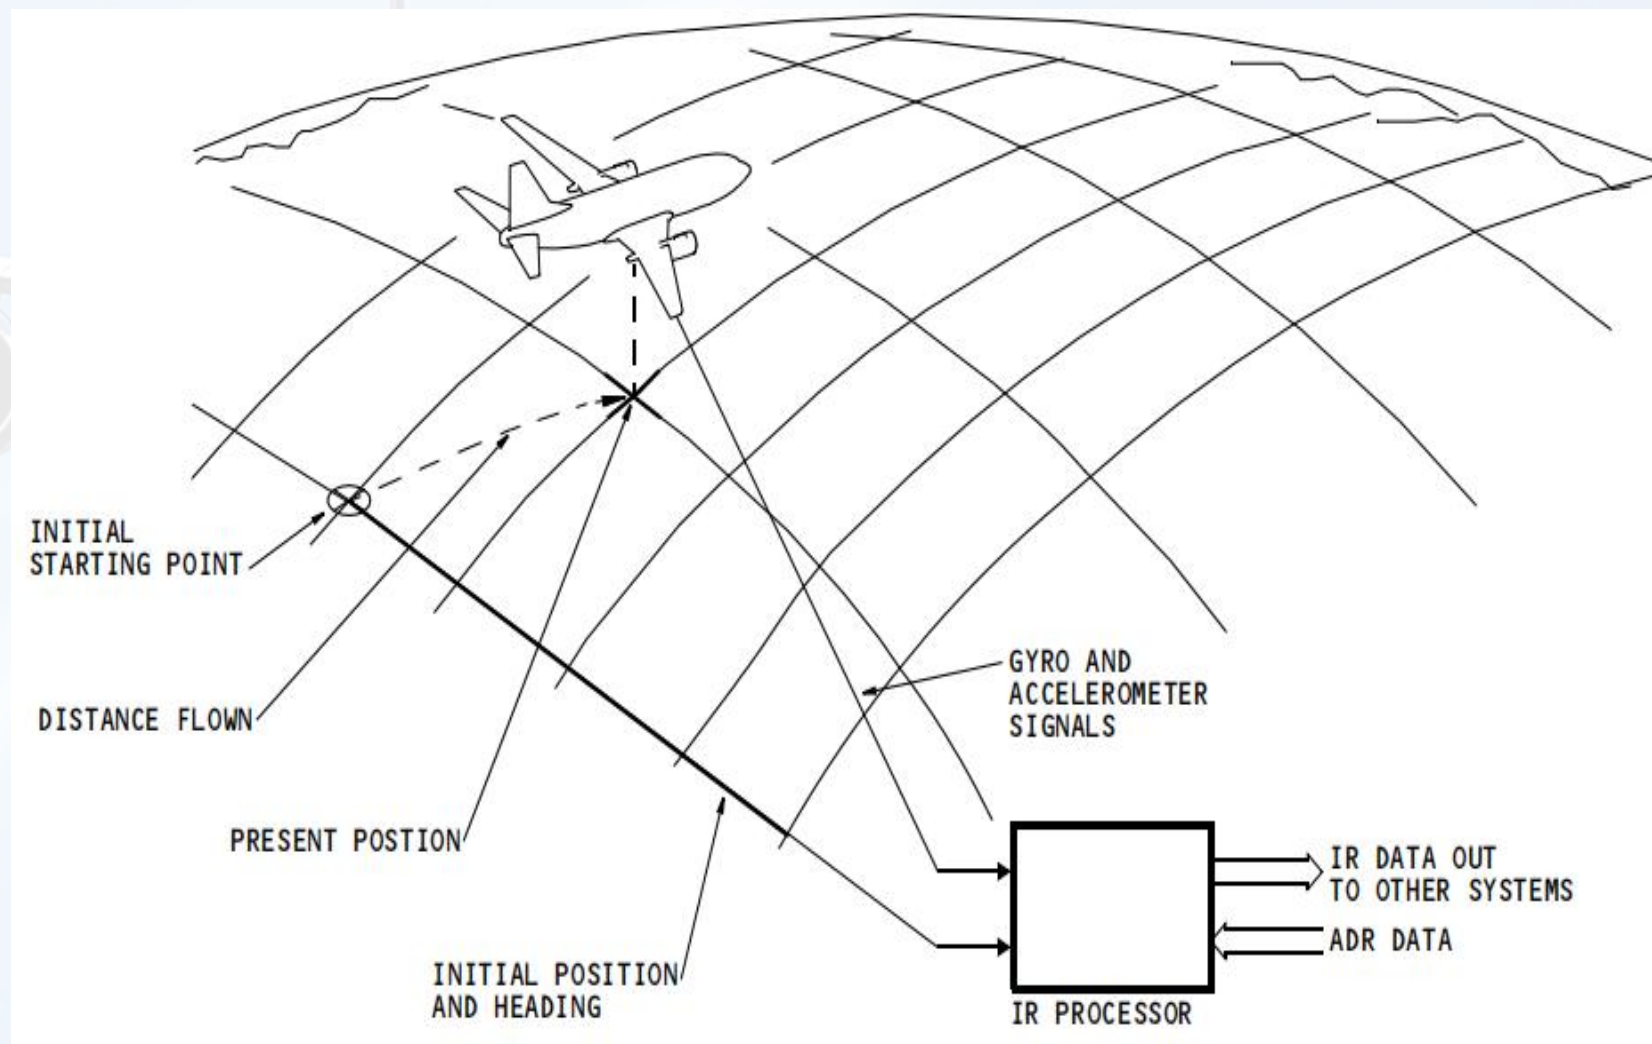 INITIAL
STARTING POINT
DISTANCE FLOWN
PRESENT POSTION
INITIAL POSITION
AND HEADING
GYRO AND
ACCELEROMETER
SIGNALS
IR DATA OUT
TO OTHER SYSTEMS
ADR DATA
IR PROCESSOR